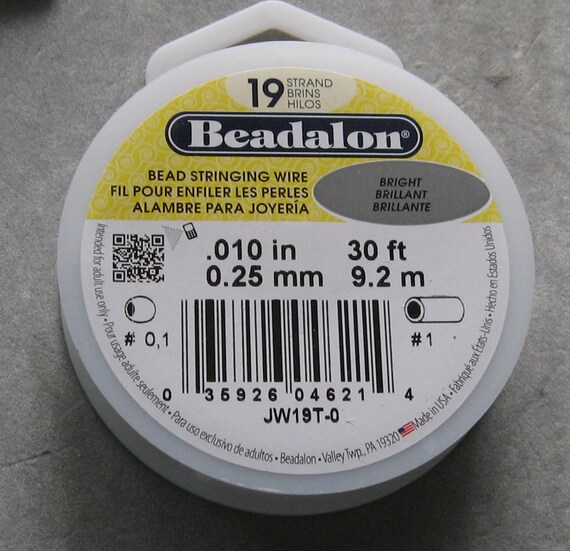 19 STRAND
BRINS
HILOS
Beadalon®
BEAD STRINGING WIRE
FIL POUR ENFILER LES PERLES
ALAMBRE PARA JOYERÍA
BRIGHT
BRILLANT
BRILLANTE
.010 in 30 ft
0.25 mm 9.2 m
# 0,1
#1
0 35926 04621 4
JW19T-0
Intended for adult use only • Pour usage adulte seulement • Para uso exclusivo de adultos • Beadalon • Valley Twp., PA 19320 Made in USA • Fabriqué aux États-Unis • Hecho en Estados Unidos